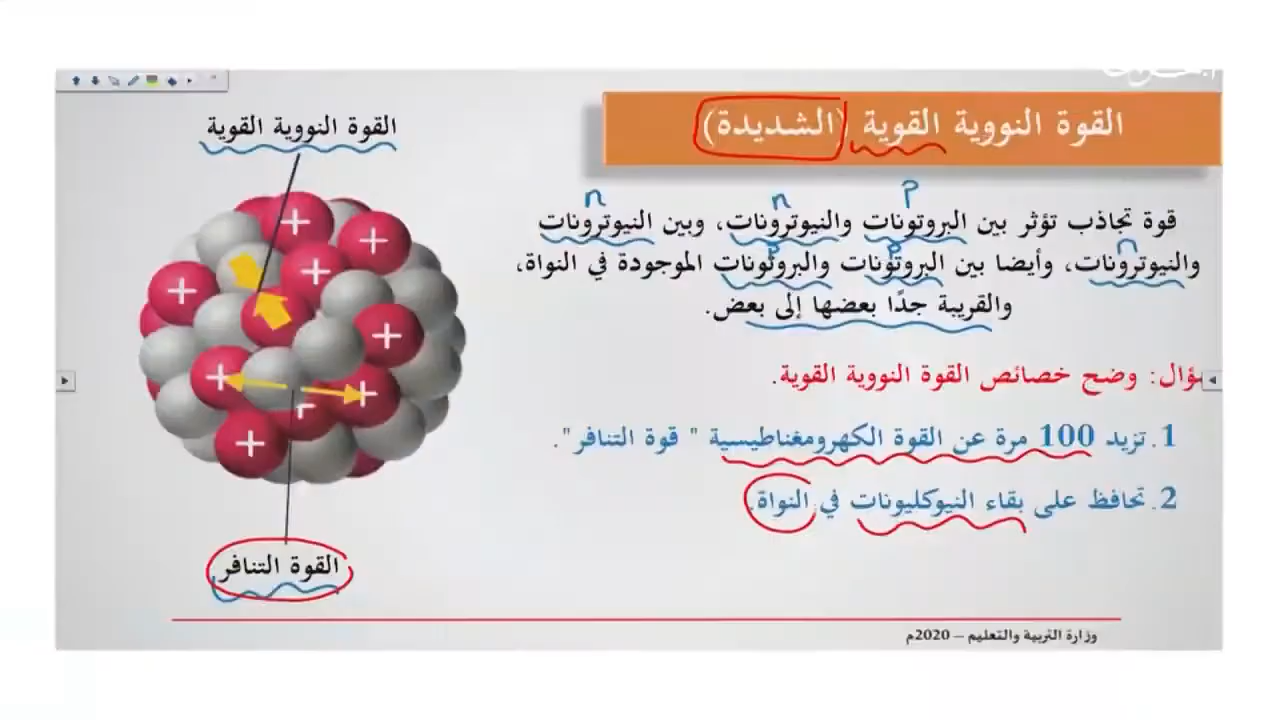 القوة النووية القوية (الشديدة)
القوة النووية القوية
n n p
قوة تجاذب تؤثر بين البروتونات والنيوترونات، وبين النيوترونات
n p p
والنيوترونات، وأيضا بين البروتونات والبروتونات الموجودة في النواة،
والقريبة جدًا بعضها إلى بعض.
ؤال: وضح خصائص القوة النووية القوية.
1. تزيد 100 مرة عن القوة الكهرومغناطيسية " قوة التنافر".
2. تحافظ على بقاء النيوكليونات في النواة.
القوة التنافر
وزارة التربية والتعليم – 2020م